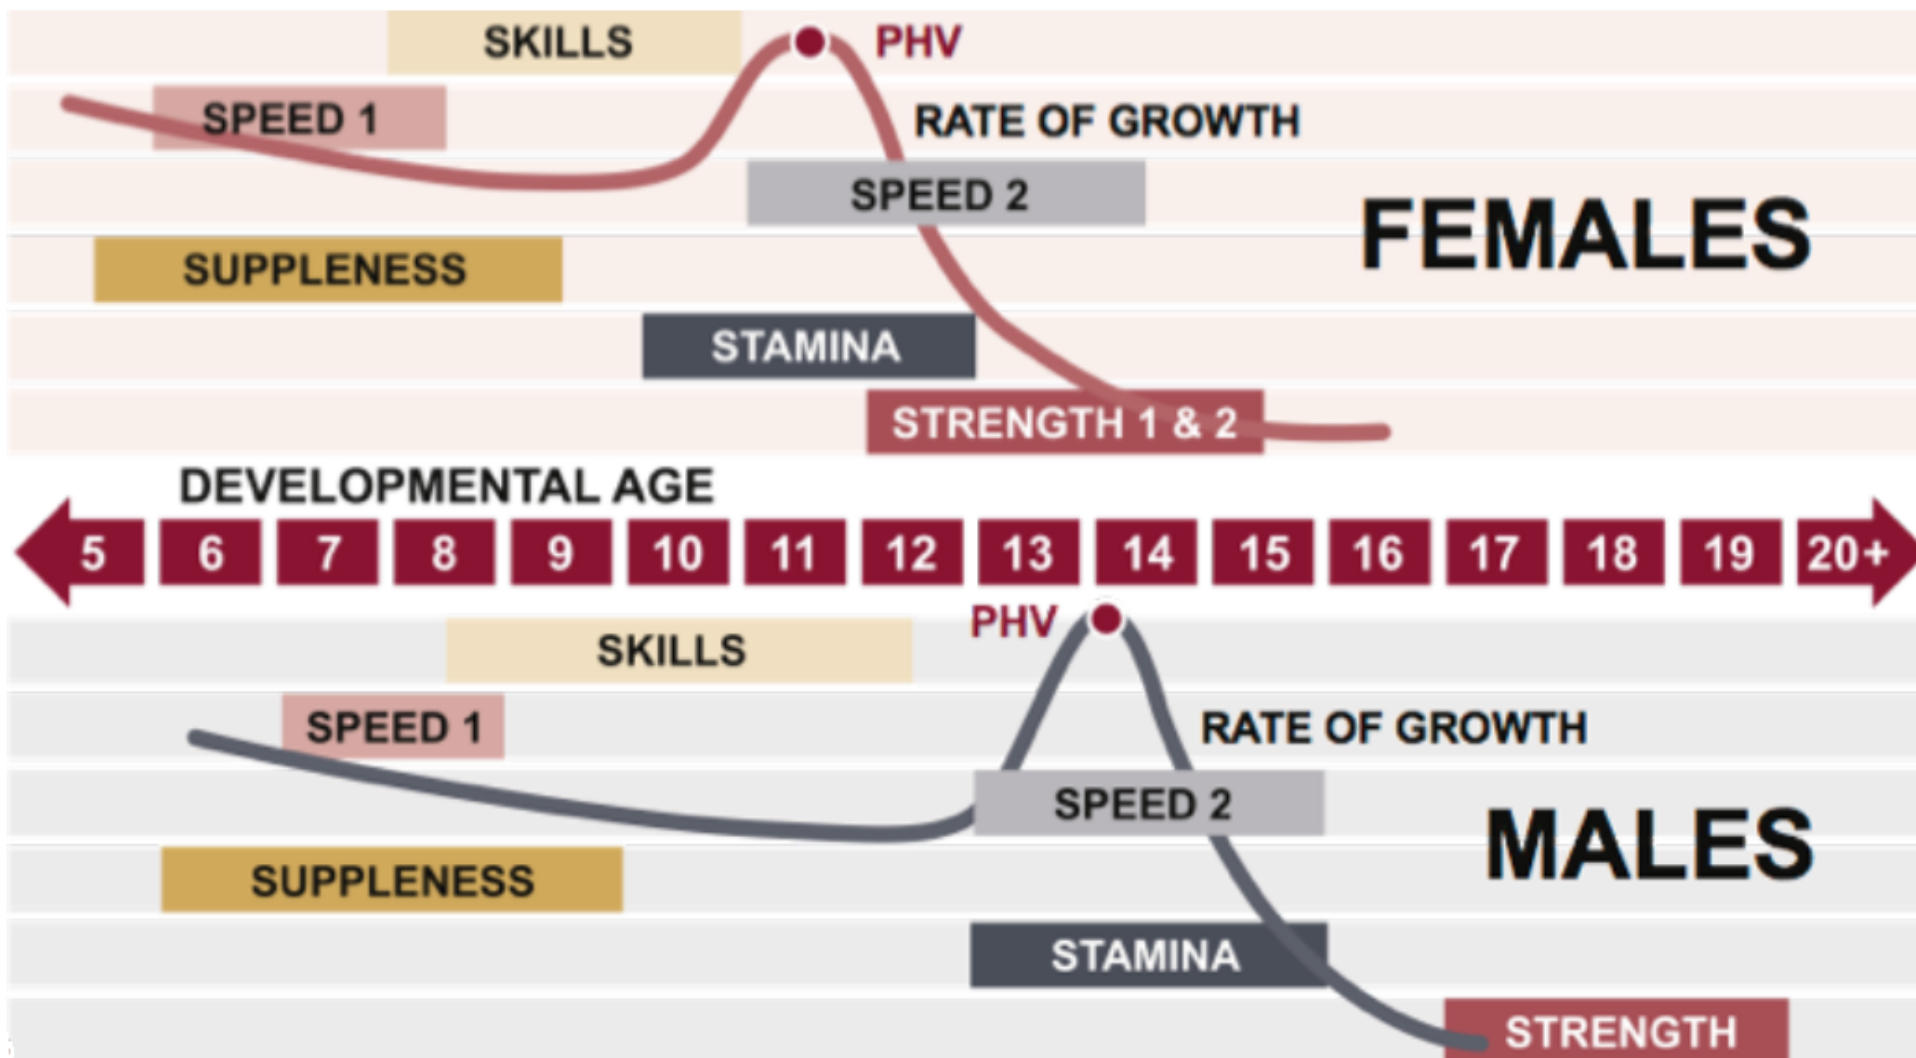 SKILLS
PHV
SPEED 1
RATE OF GROWTH
SPEED 2
FEMALES
SUPPLENESS
STAMINA
STRENGTH 1 & 2
DEVELOPMENTAL AGE
5 6 7 8 9 10 11 12 13 14 15 16 17 18 19 20+
PHV
SKILLS
SPEED 1
RATE OF GROWTH
SPEED 2
MALES
SUPPLENESS
STAMINA
STRENGTH